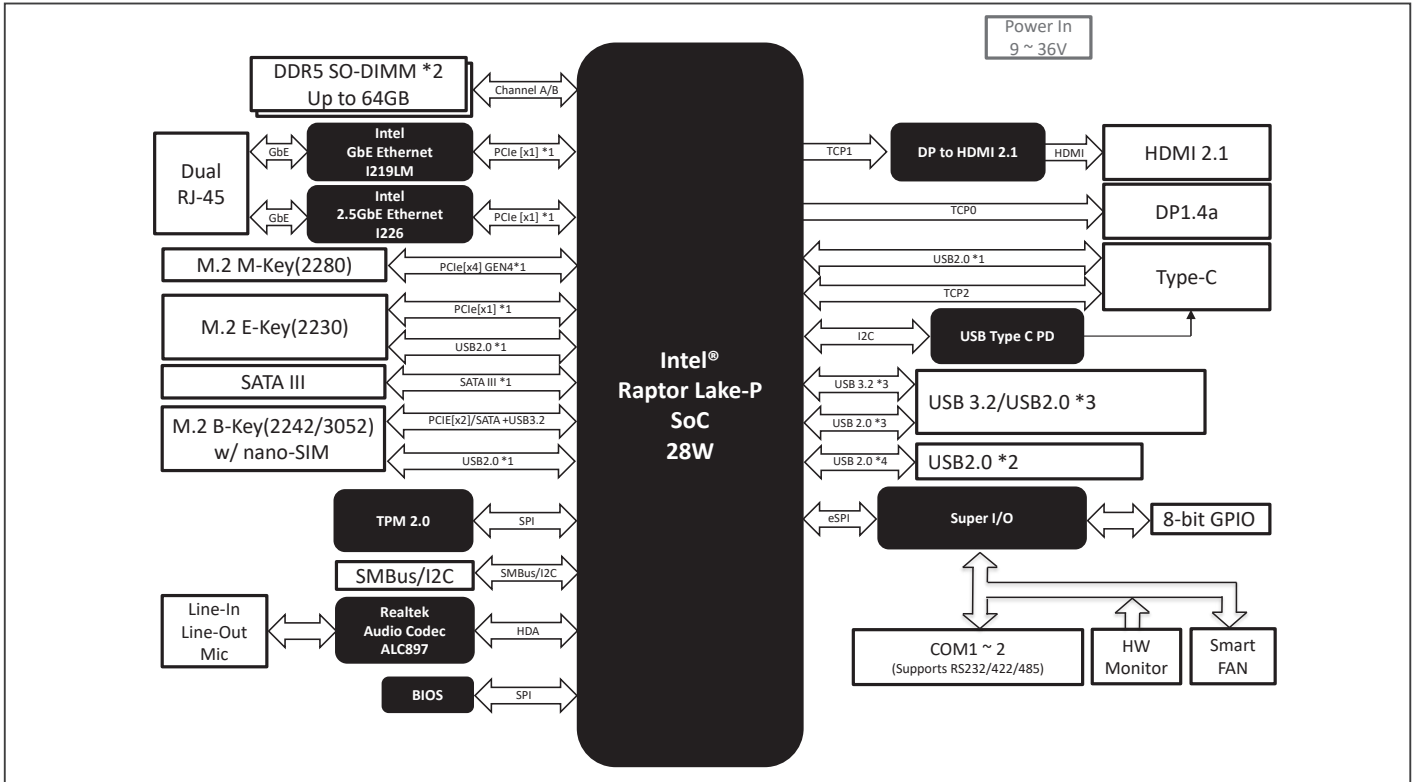 Power In
9 ~ 36V
DDR5 SO-DIMM *2
Up to 64GB
Channel A/B
Dual
RJ-45
GbE
Intel
GbE Ethernet
I219LM
PCIe [x1] *1
GbE
Intel
2.5GbE Ethernet
I226
PCIe [x1] *1
M.2 M-Key(2280)
PCIe[x4] GEN4*1
M.2 E-Key(2230)
PCIe[x1] *1
USB2.0 *1
SATA III
SATA III *1
M.2 B-Key(2242/3052)
w/ nano-SIM
PCIE[x2]/SATA +USB3.2
USB2.0 *1
TPM 2.0
SPI
SMBus/I2C
SMBus/I2C
Line-In
Line-Out
Mic
Realtek
Audio Codec
ALC897
HDA
BIOS
SPI
Intel®
Raptor Lake-P
SoC
28W
TCP1
DP to HDMI 2.1
HDMI
HDMI 2.1
TCP0
DP1.4a
USB2.0 *1
TCP2
Type-C
I2C
USB Type C PD
USB 3.2 *3
USB 2.0 *3
USB 3.2/USB2.0 *3
USB 2.0 *4
USB2.0 *2
eSPI
Super I/O
8-bit GPIO
COM1 ~ 2
(Supports RS232/422/485)
HW
Monitor
Smart
FAN